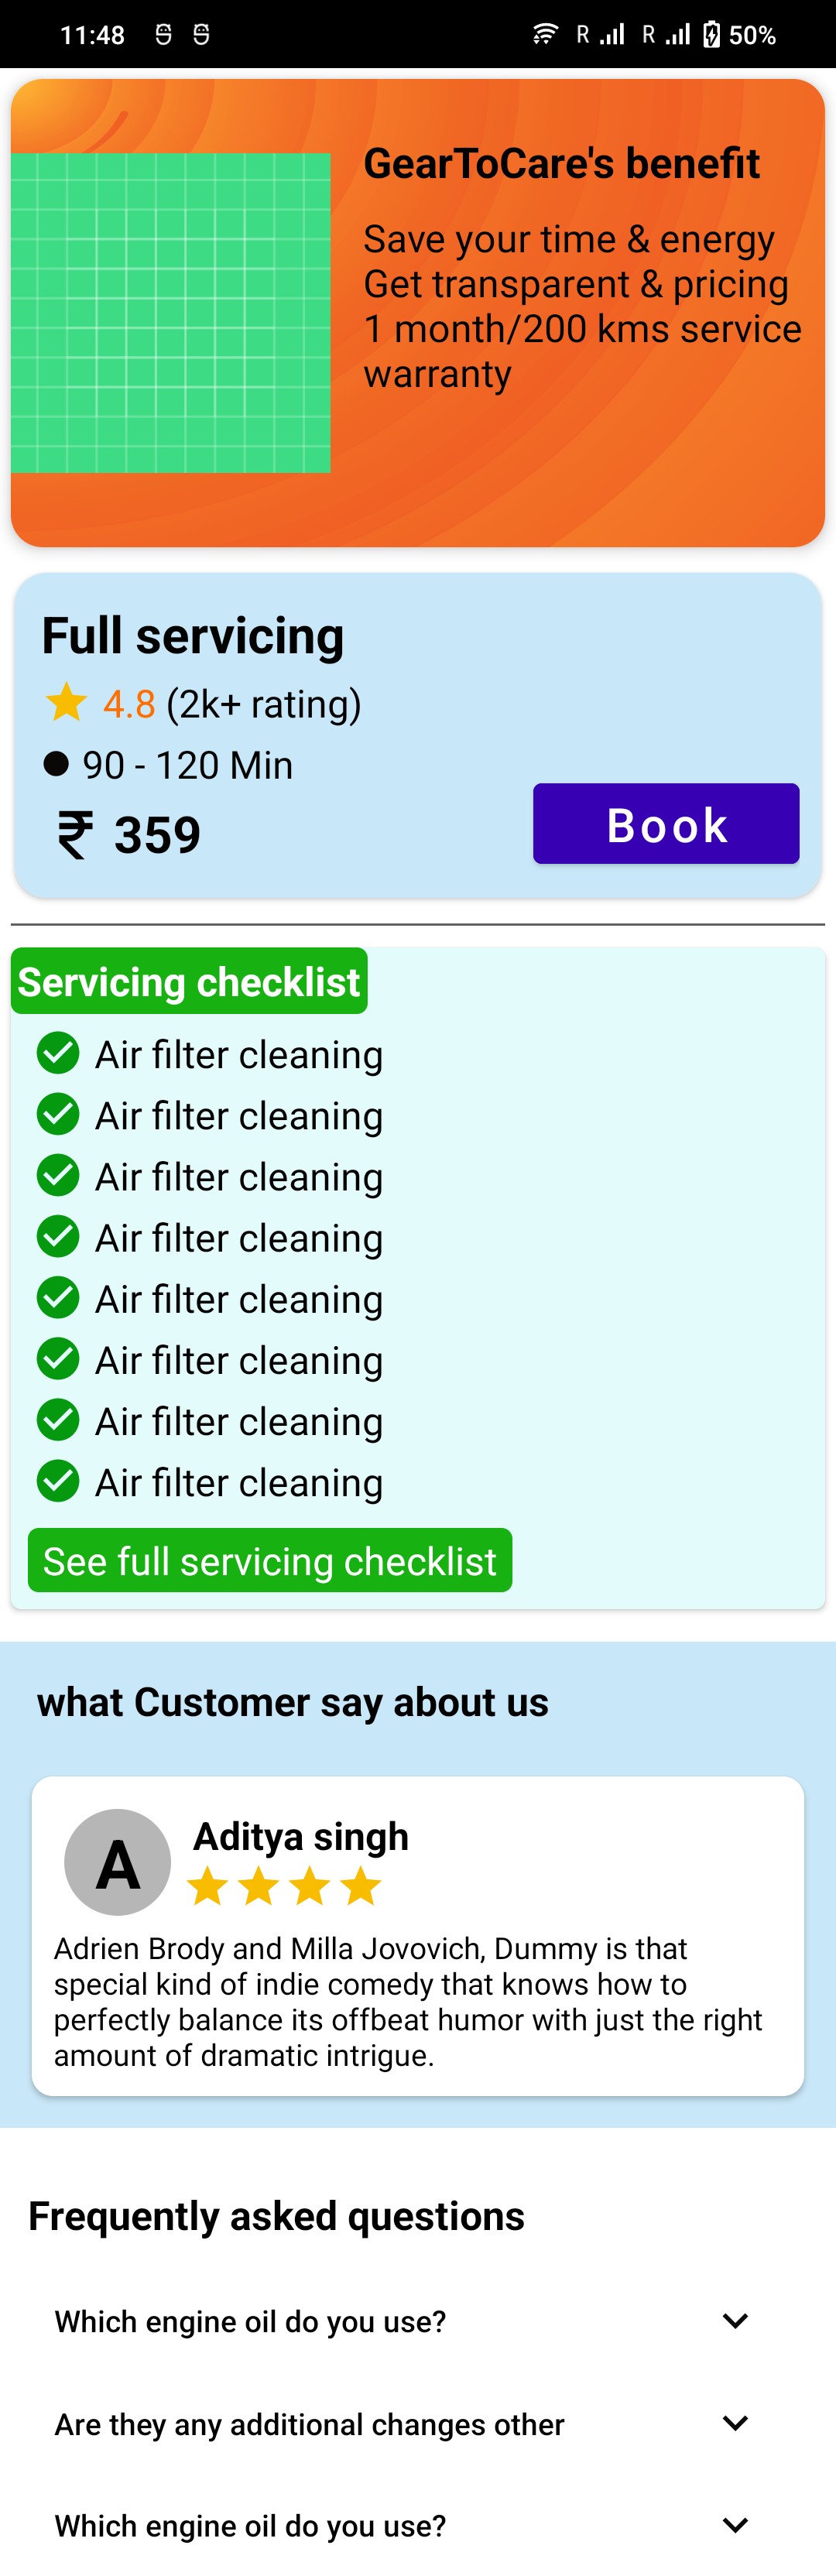 11:48 R R 50%
GearToCare's benefit
Save your time & energy
Get transparent & pricing
1 month/200 kms service
warranty
Full servicing
4.8 (2k+ rating)
90 - 120 Min
₹ 359
Book
Servicing checklist
Air filter cleaning
Air filter cleaning
Air filter cleaning
Air filter cleaning
Air filter cleaning
Air filter cleaning
Air filter cleaning
Air filter cleaning
See full servicing checklist
what Customer say about us
A
Aditya singh
Adrien Brody and Milla Jovovich, Dummy is that
special kind of indie comedy that knows how to
perfectly balance its offbeat humor with just the right
amount of dramatic intrigue.
Frequently asked questions
Which engine oil do you use?
Are they any additional changes other
Which engine oil do you use?